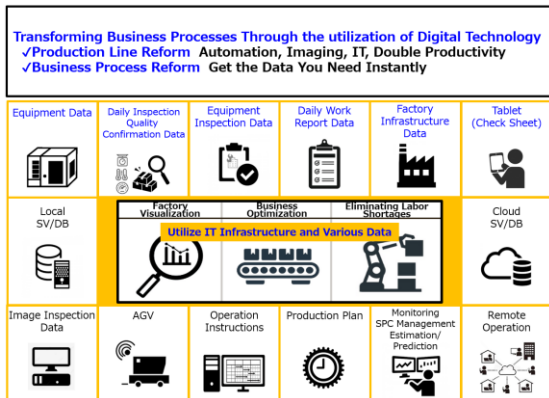 Transforming Business Processes Through the utilization of Digital Technology
✓Production Line Reform Automation, Imaging, IT, Double Productivity
✓Business Process Reform Get the Data You Need Instantly
Equipment Data
Daily Inspection
Quality
Confirmation Data
Equipment
Inspection Data
Daily Work
Report Data
Factory
Infrastructure
Data
Tablet
(Check Sheet)
Local
SV/DB
Factory
Visualization
Business
Optimization
Eliminating Labor
Shortages
Utilize IT Infrastructure and Various Data
Cloud
SV/DB
Image Inspection
Data
AGV
Operation
Instructions
Production Plan
Monitoring
SPC Management
Estimation/
Prediction
Remote
Operation